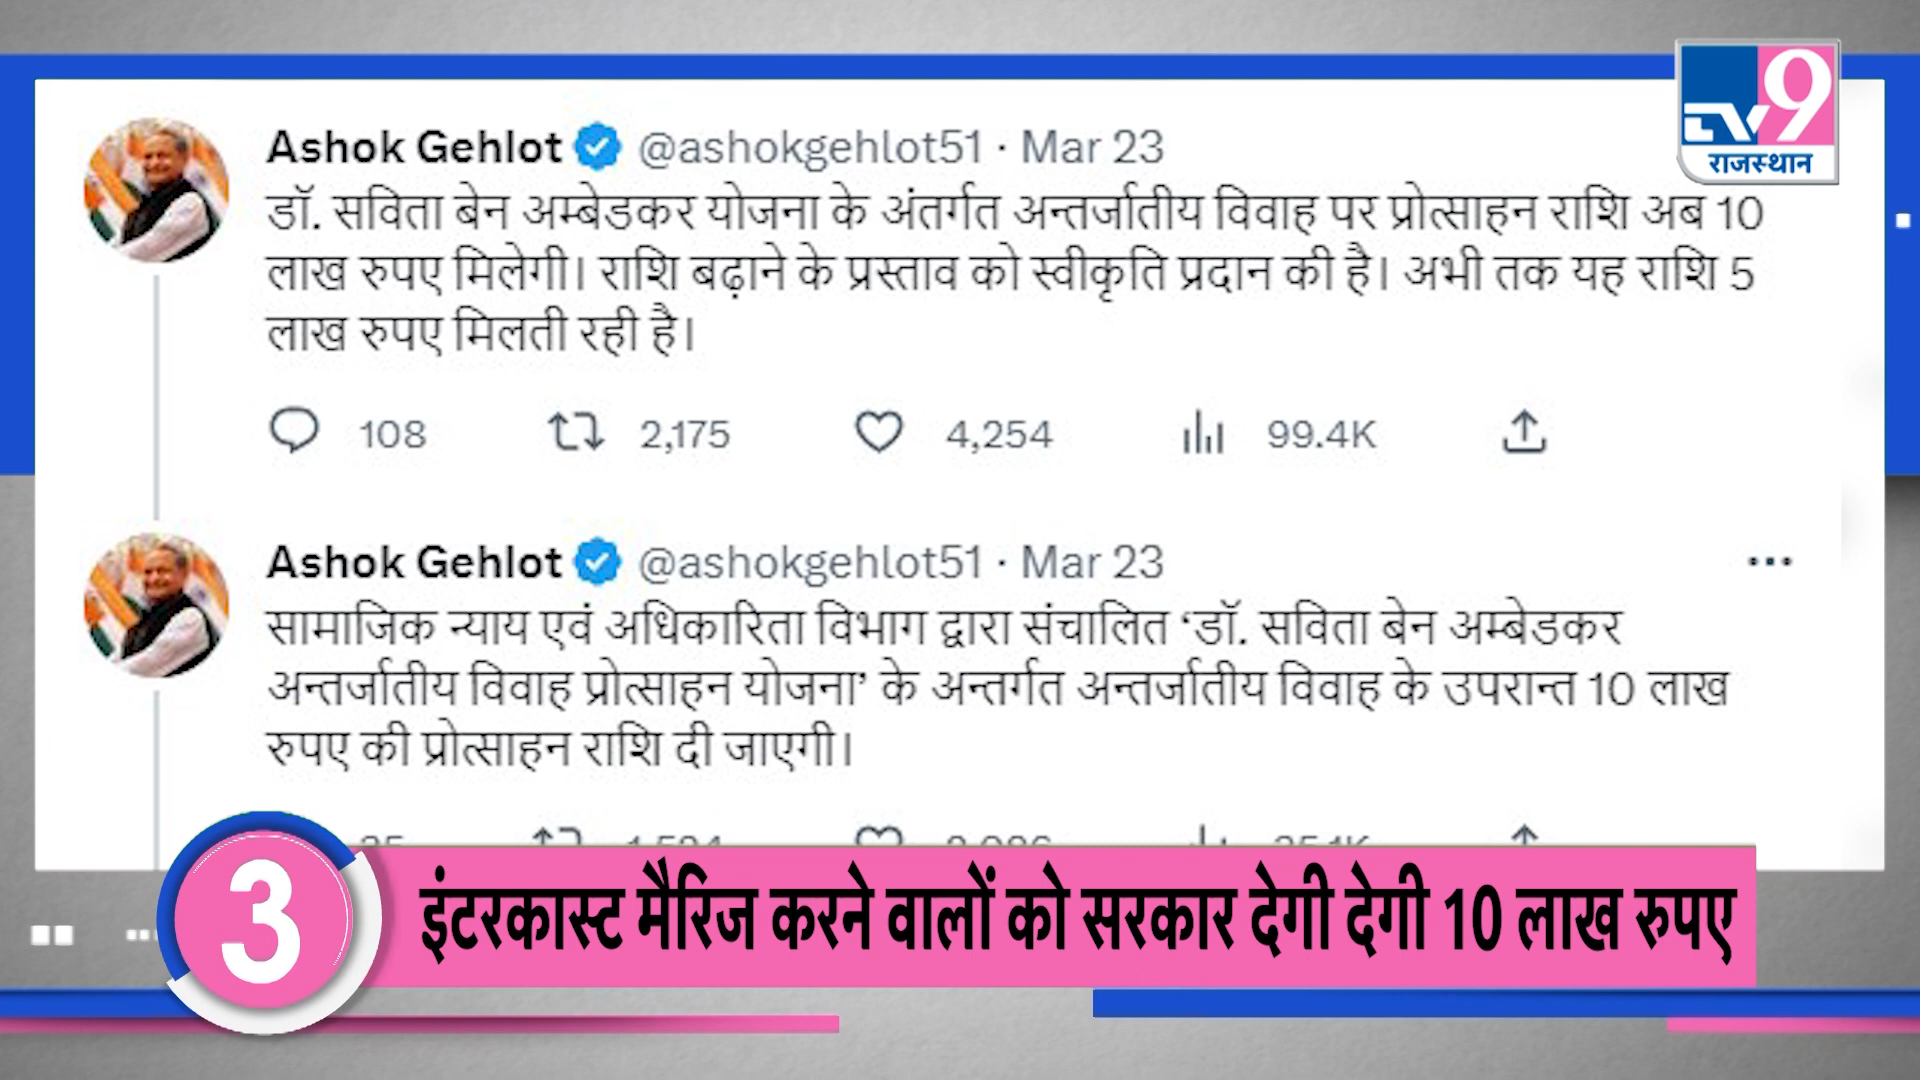 TV9
राजस्थान
Ashok Gehlot @ashokgehlot51 · Mar 23
डॉ. सविता बेन अम्बेडकर योजना के अंतर्गत अन्तर्जातीय विवाह पर प्रोत्साहन राशि अब 10
लाख रुपए मिलेगी। राशि बढ़ाने के प्रस्ताव को स्वीकृति प्रदान की है। अभी तक यह राशि 5
लाख रुपए मिलती रही है।
108 2,175 4,254 99.4K
Ashok Gehlot @ashokgehlot51 · Mar 23
सामाजिक न्याय एवं अधिकारिता विभाग द्वारा संचालित ‘डॉ. सविता बेन अम्बेडकर
अन्तर्जातीय विवाह प्रोत्साहन योजना’ के अन्तर्गत अन्तर्जातीय विवाह के उपरान्त 10 लाख
रुपए की प्रोत्साहन राशि दी जाएगी।
3
इंटरकास्ट मैरिज करने वालों को सरकार देगी देगी 10 लाख रुपए